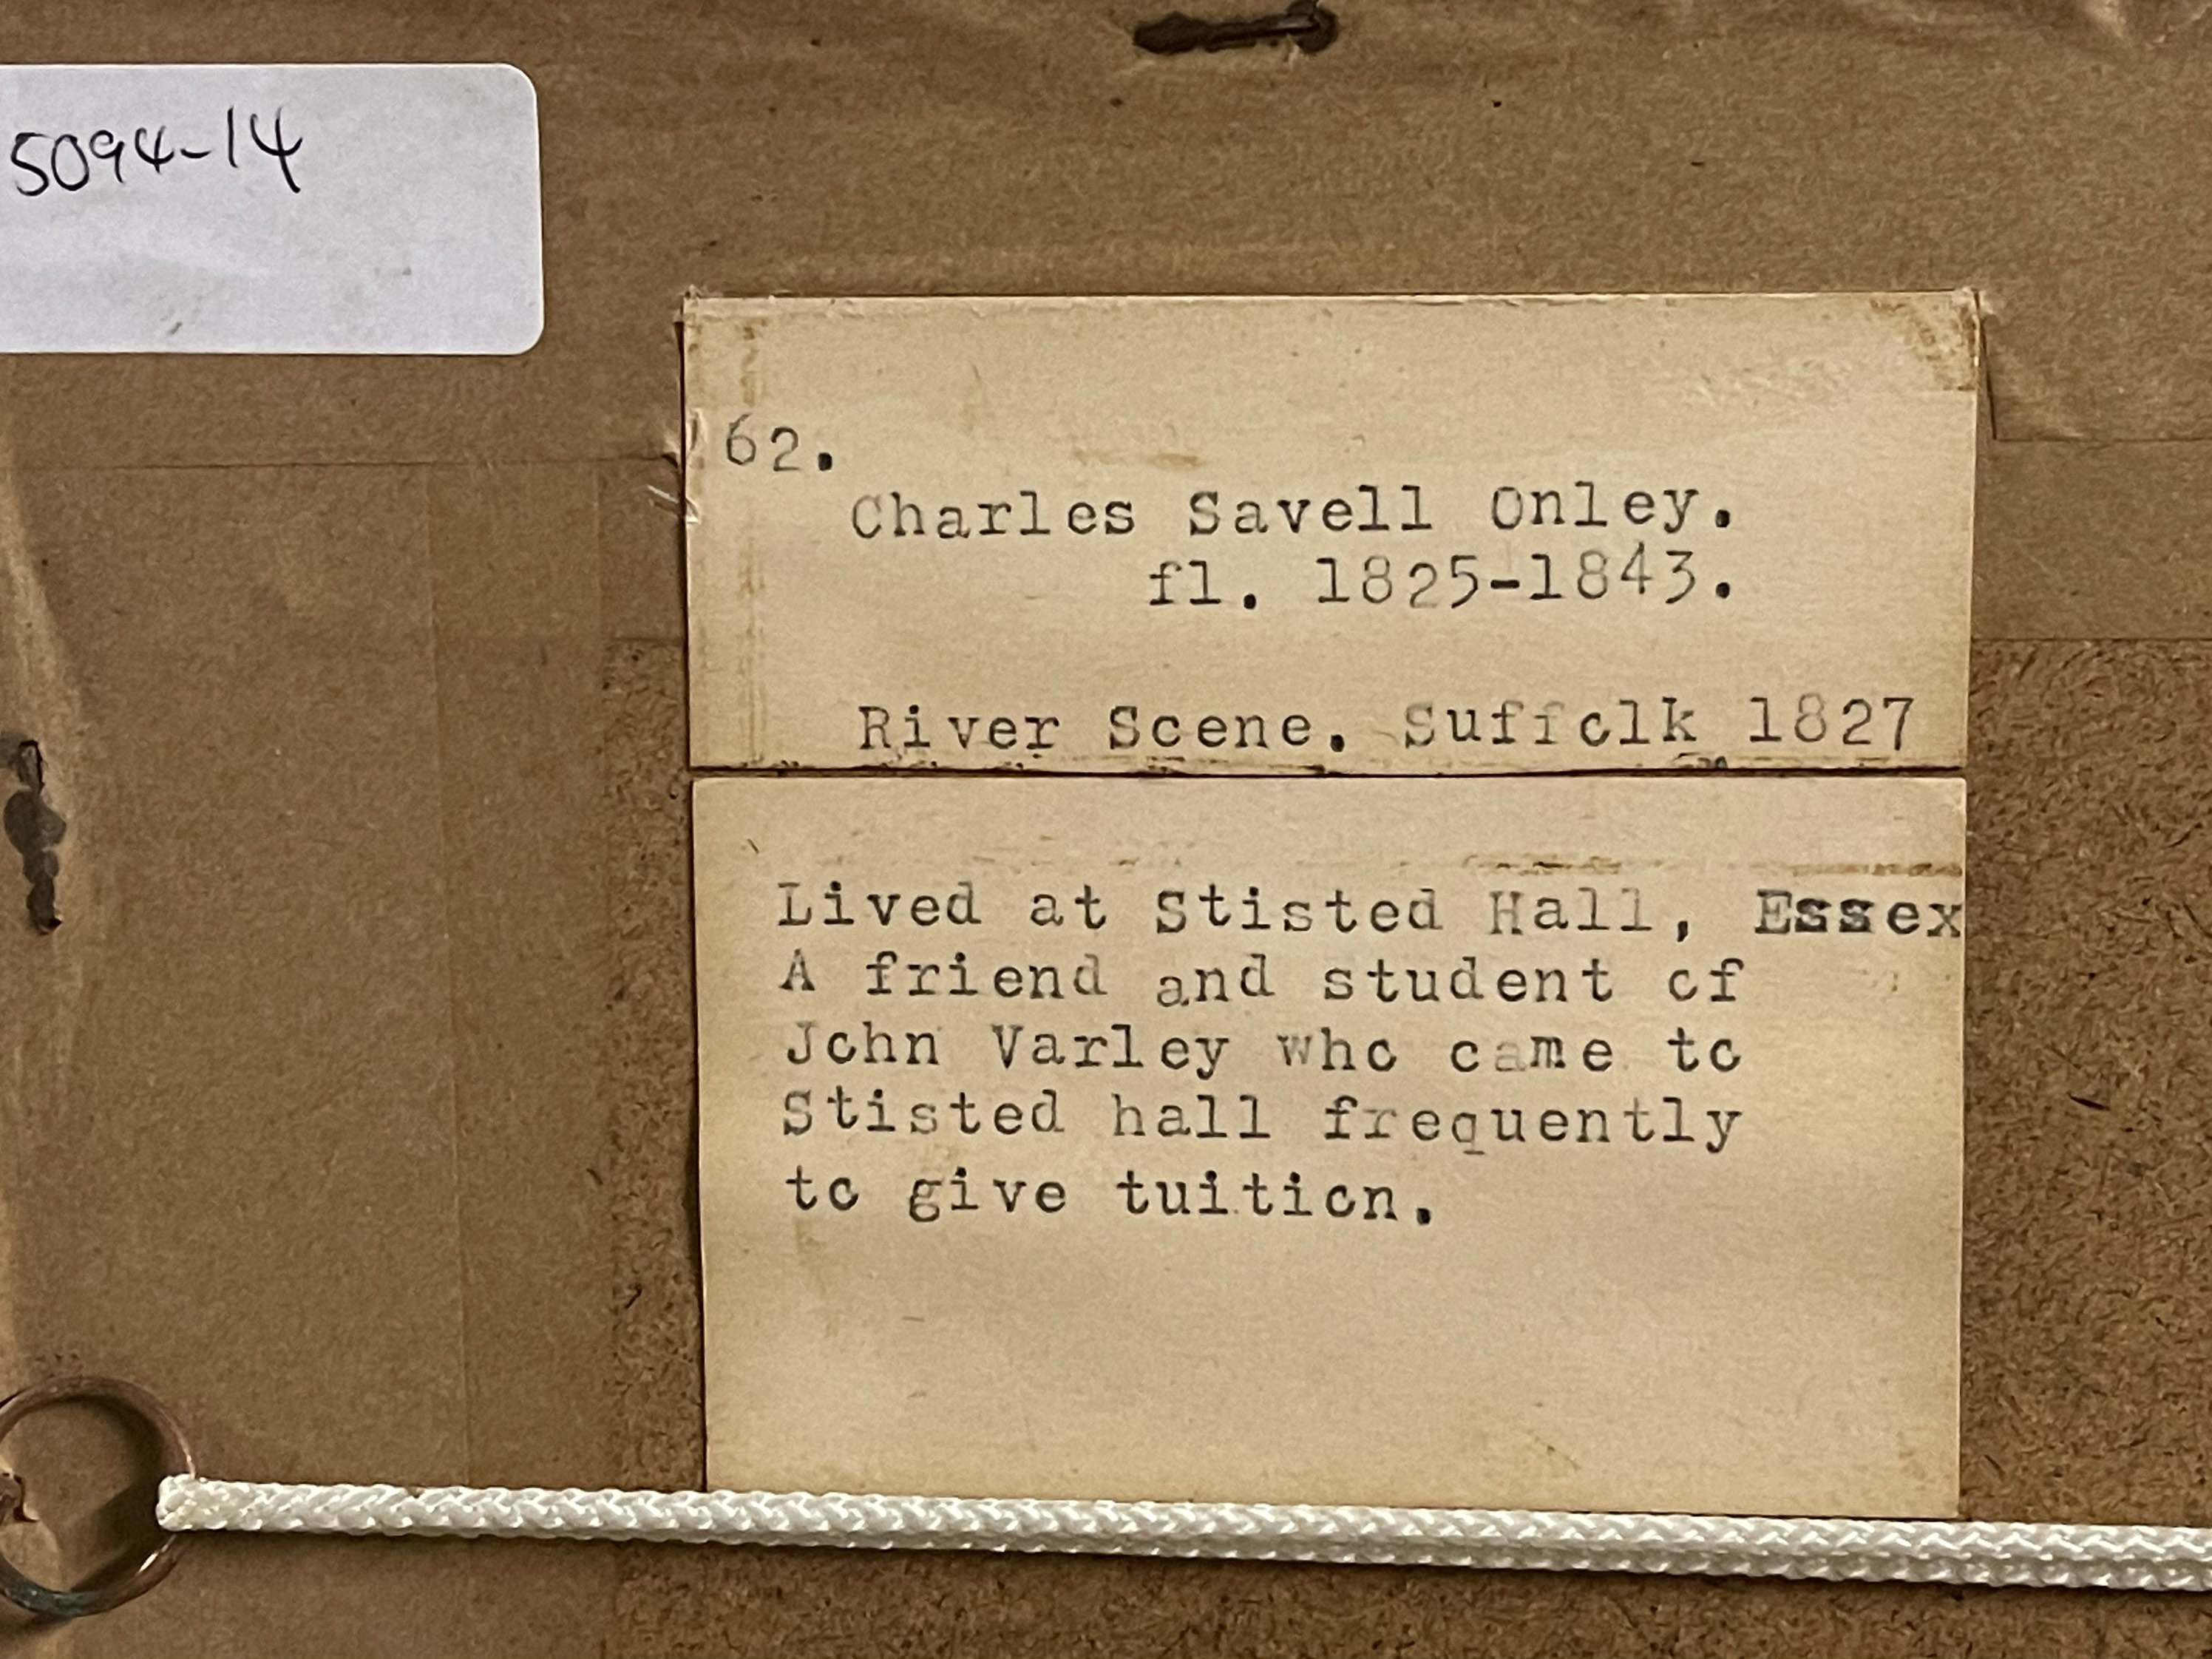 5094-14
62.
Charles Savell Onley.
fl. 1825-1843.
River Scene. Suffolk 1827
Lived at Stisted Hall, Essex
A friend and student of
John Varley who came to
Stisted hall frequently
to give tuition.